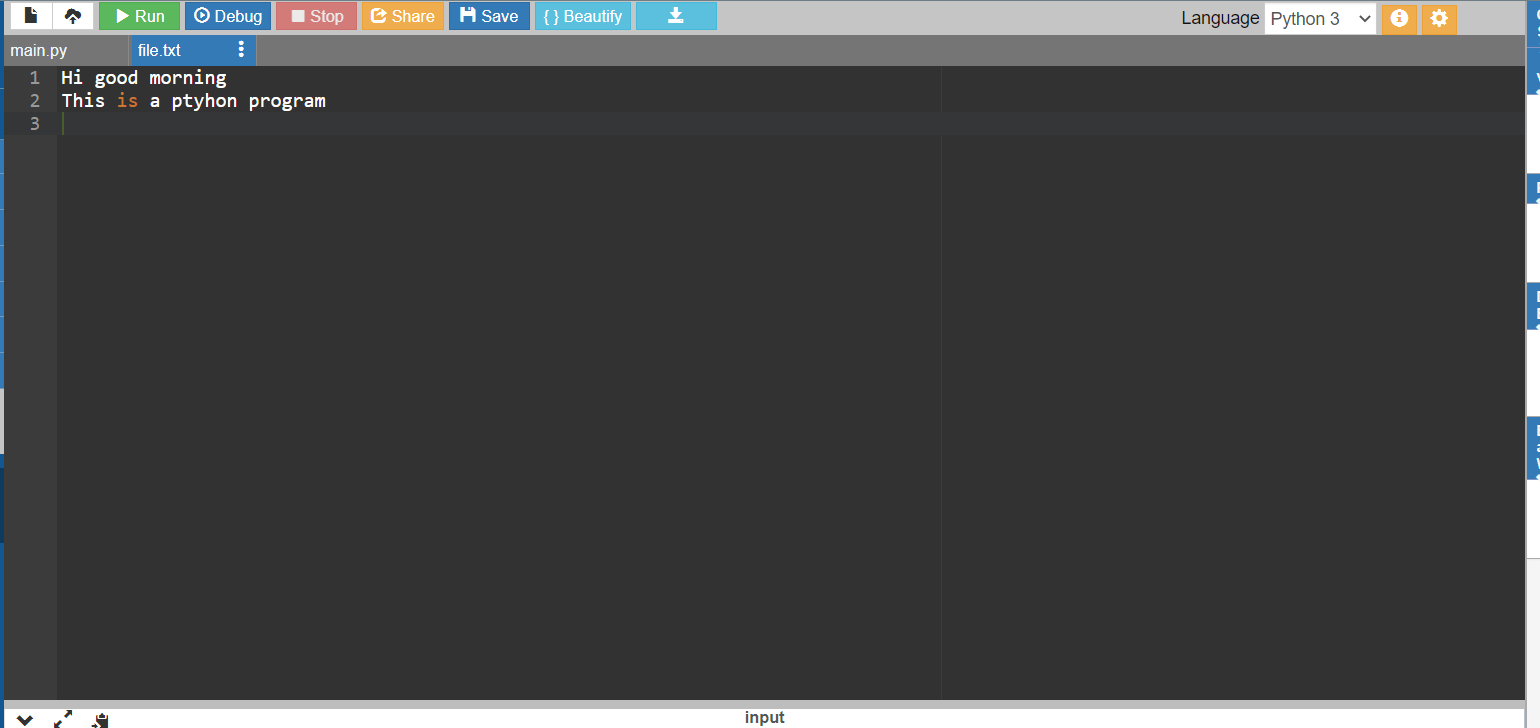 Run Debug Stop Share Save { } Beautify Language Python 3
main.py file.txt
1 Hi good morning
2 This is a ptyhon program
3
input